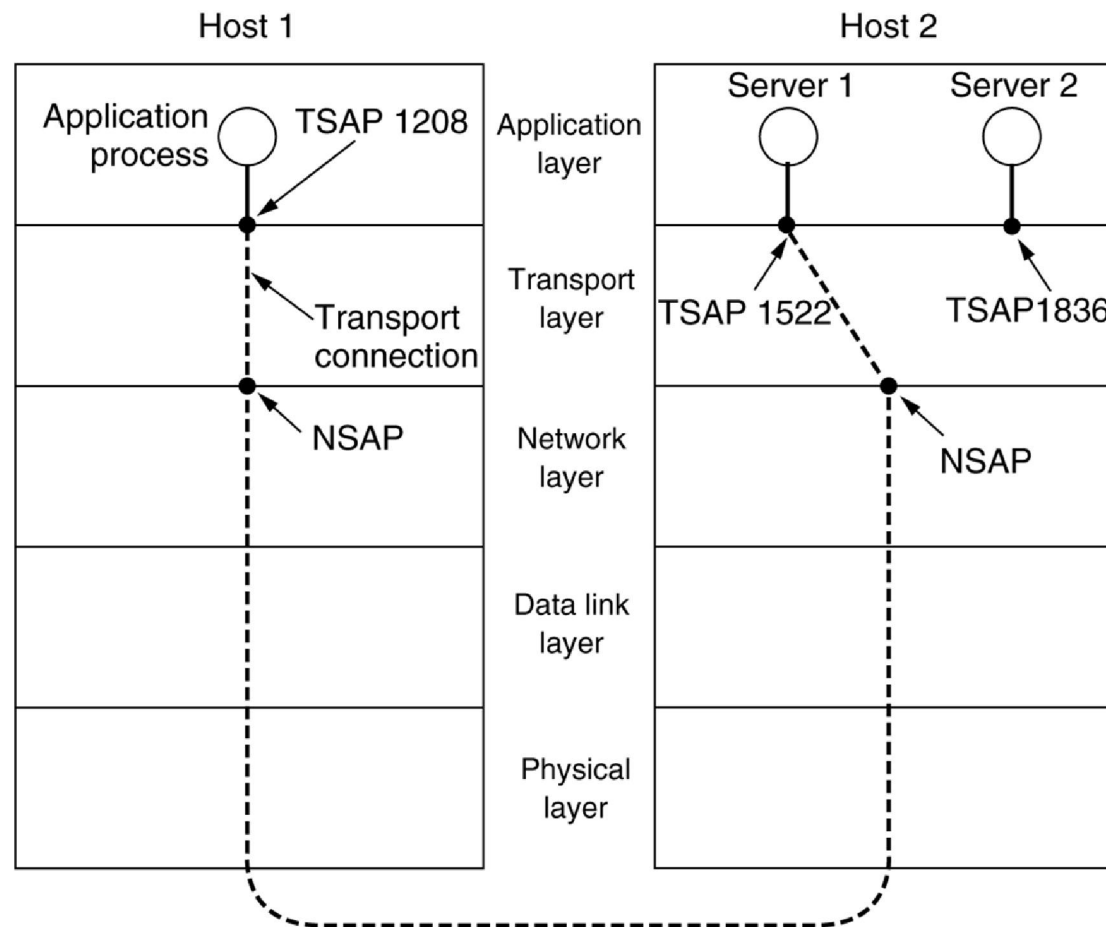 Host 1
Host 2
Application
process
TSAP 1208
Application
layer
Server 1
Server 2
Transport
connection
Transport
layer
TSAP 1522
TSAP1836
NSAP
Network
layer
NSAP
Data link
layer
Physical
layer